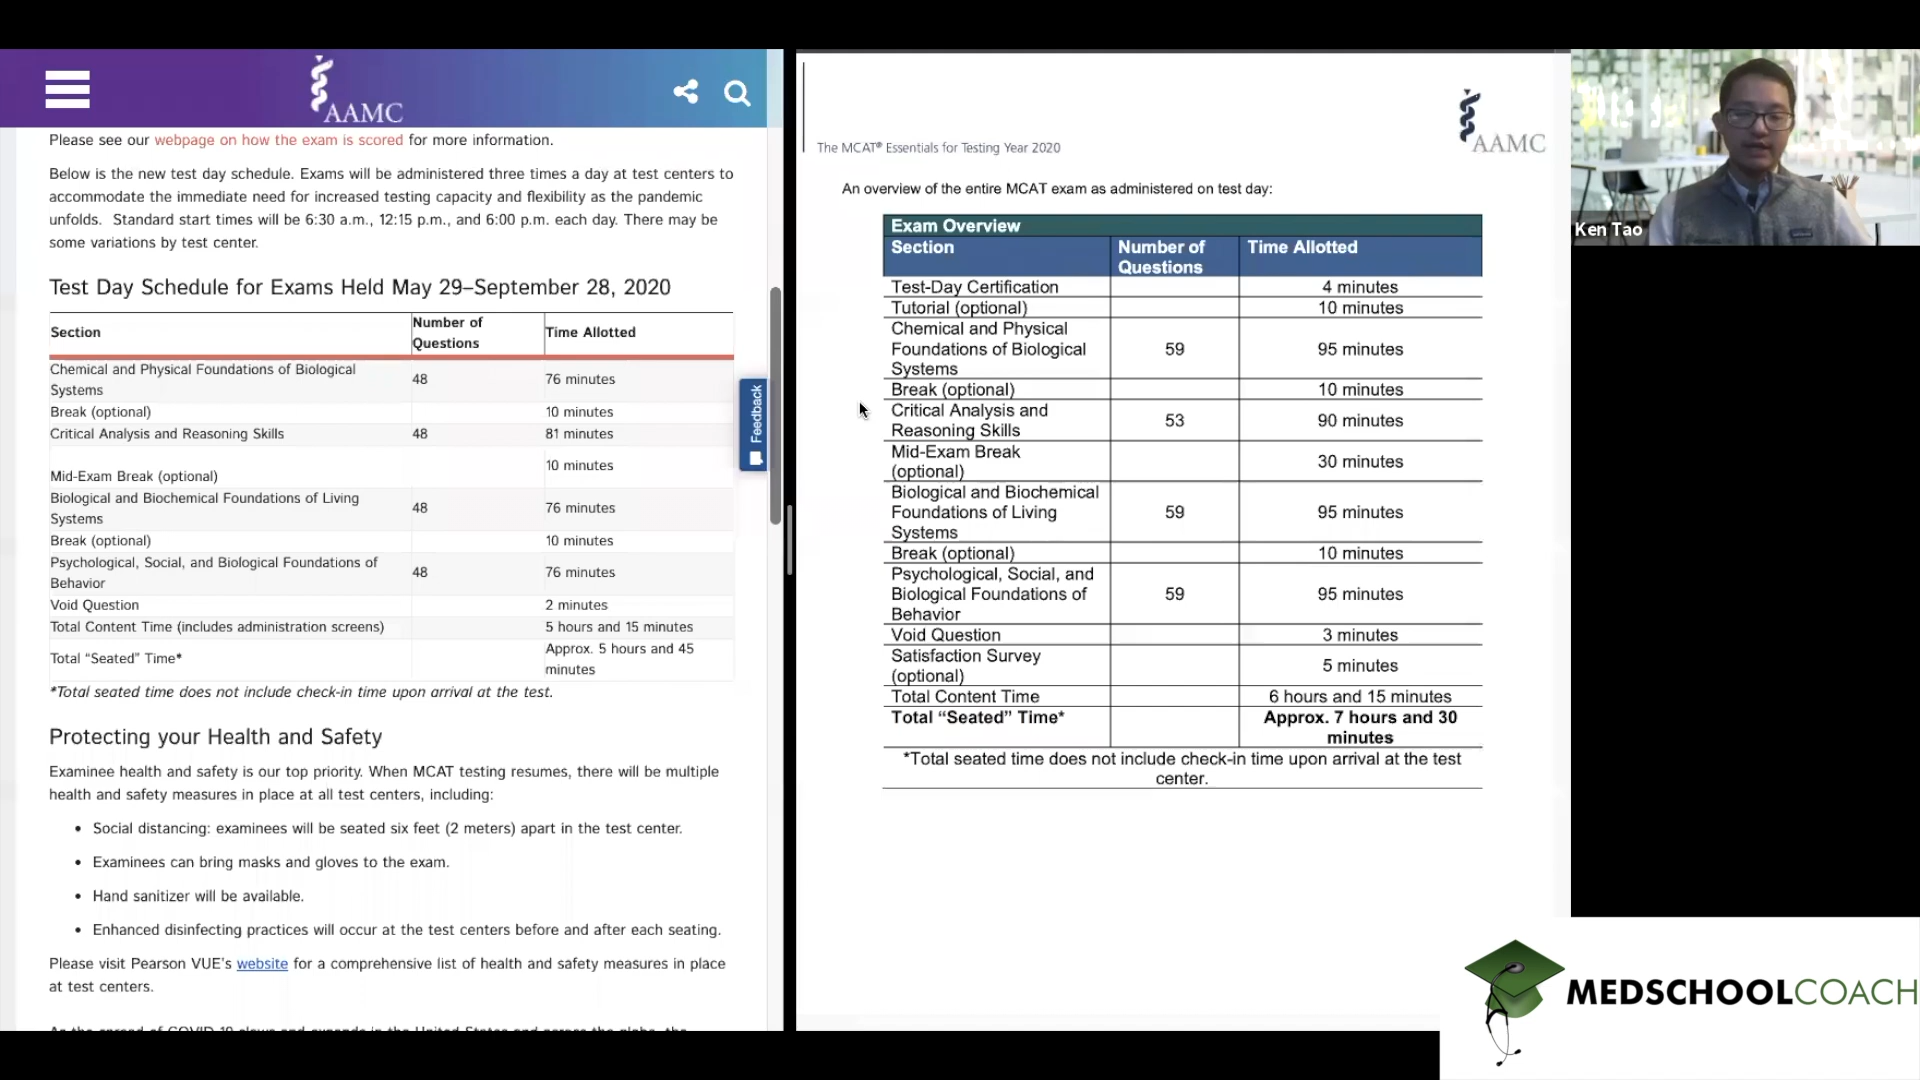 AAMC
Please see our webpage on how the exam is scored for more information.
Below is the new test day schedule. Exams will be administered three times a day at test centers to
accommodate the immediate need for increased testing capacity and flexibility as the pandemic
unfolds.  Standard start times will be 6:30 a.m., 12:15 p.m., and 6:00 p.m. each day. There may be
some variations by test center.
Test Day Schedule for Exams Held May 29–September 28, 2020
Section Number of Questions Time Allotted
Chemical and Physical Foundations of Biological
Systems 48 76 minutes
Break (optional) 10 minutes
Critical Analysis and Reasoning Skills 48 81 minutes
Mid-Exam Break (optional) 10 minutes
Biological and Biochemical Foundations of Living
Systems 48 76 minutes
Break (optional) 10 minutes
Psychological, Social, and Biological Foundations of
Behavior 48 76 minutes
Void Question 2 minutes
Total Content Time (includes administration screens) 5 hours and 15 minutes
Total “Seated” Time* Approx. 5 hours and 45
minutes
*Total seated time does not include check-in time upon arrival at the test.
Feedback
Protecting your Health and Safety
Examinee health and safety is our top priority. When MCAT testing resumes, there will be multiple
health and safety measures in place at all test centers, including:
• Social distancing: examinees will be seated six feet (2 meters) apart in the test center.
• Examinees can bring masks and gloves to the exam.
• Hand sanitizer will be available.
• Enhanced disinfecting practices will occur at the test centers before and after each seating.
Please visit Pearson VUE’s website for a comprehensive list of health and safety measures in place
at test centers.
As the spread of COVID-19 slows and expands in the United States and across the globe, the
The MCAT® Essentials for Testing Year 2020
AAMC
An overview of the entire MCAT exam as administered on test day:
Exam Overview
Section Number of Questions Time Allotted
Test-Day Certification 4 minutes
Tutorial (optional) 10 minutes
Chemical and Physical
Foundations of Biological
Systems 59 95 minutes
Break (optional) 10 minutes
Critical Analysis and
Reasoning Skills 53 90 minutes
Mid-Exam Break
(optional) 30 minutes
Biological and Biochemical
Foundations of Living
Systems 59 95 minutes
Break (optional) 10 minutes
Psychological, Social, and
Biological Foundations of
Behavior 59 95 minutes
Void Question 3 minutes
Satisfaction Survey
(optional) 5 minutes
Total Content Time 6 hours and 15 minutes
Total “Seated” Time* Approx. 7 hours and 30
minutes
*Total seated time does not include check-in time upon arrival at the test
center.
Ken Tao
MEDSCHOOLCOACH